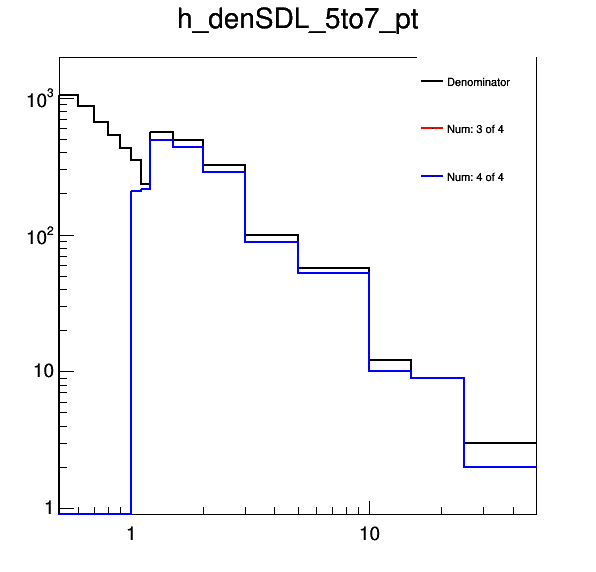 h_denSDL_5to7_pt
Denominator
Num: 3 of 4
Num: 4 of 4
10³
10²
10
1
1 10